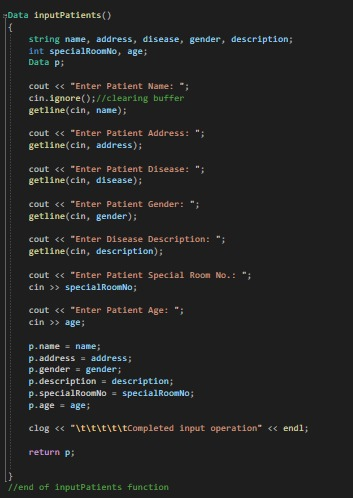 Data inputPatients()
{
string name, address, disease, gender, description;
int specialRoomNo, age;
Data p;
cout << "Enter Patient Name: ";
cin.ignore();//clearing buffer
getline(cin, name);
cout << "Enter Patient Address: ";
getline(cin, address);
cout << "Enter Patient Disease: ";
getline(cin, disease);
cout << "Enter Patient Gender: ";
getline(cin, gender);
cout << "Enter Disease Description: ";
getline(cin, description);
cout << "Enter Patient Special Room No.: ";
cin >> specialRoomNo;
cout << "Enter Patient Age: ";
cin >> age;
p.name = name;
p.address = address;
p.gender = gender;
p.description = description;
p.specialRoomNo = specialRoomNo;
p.age = age;
clog << "\t\t\t\t\tCompleted input operation" << endl;
return p;
}
//end of inputPatients function